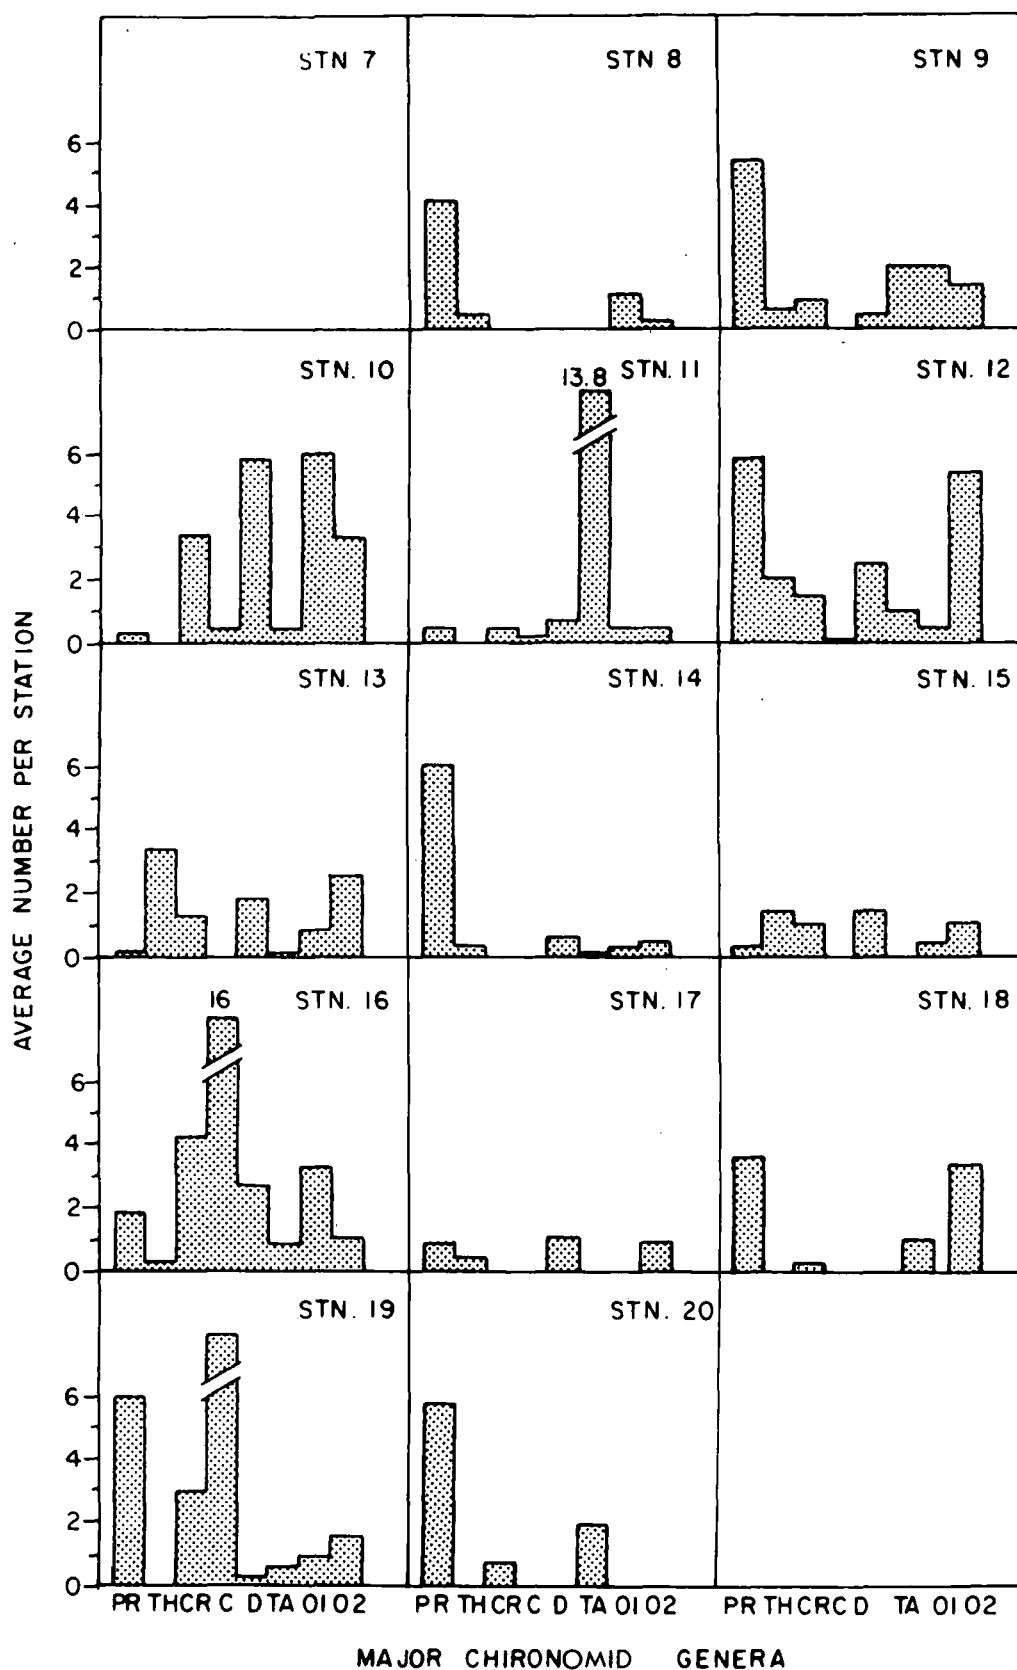 STN 7
STN 8
STN 9
6
4
2
0
STN. 10
13.8 STN. 11
STN. 12
6
4
2
0
STN. 13
STN. 14
STN. 15
6
4
2
0
16 STN. 16
STN. 17
STN. 18
6
4
2
0
STN. 19
STN. 20
6
4
2
0
AVERAGE NUMBER PER STATION
PR TH CR C D TA O1 O2
PR TH CR C D TA O1 O2
PR TH CR C D TA O1 O2
MAJOR CHIRONOMID GENERA